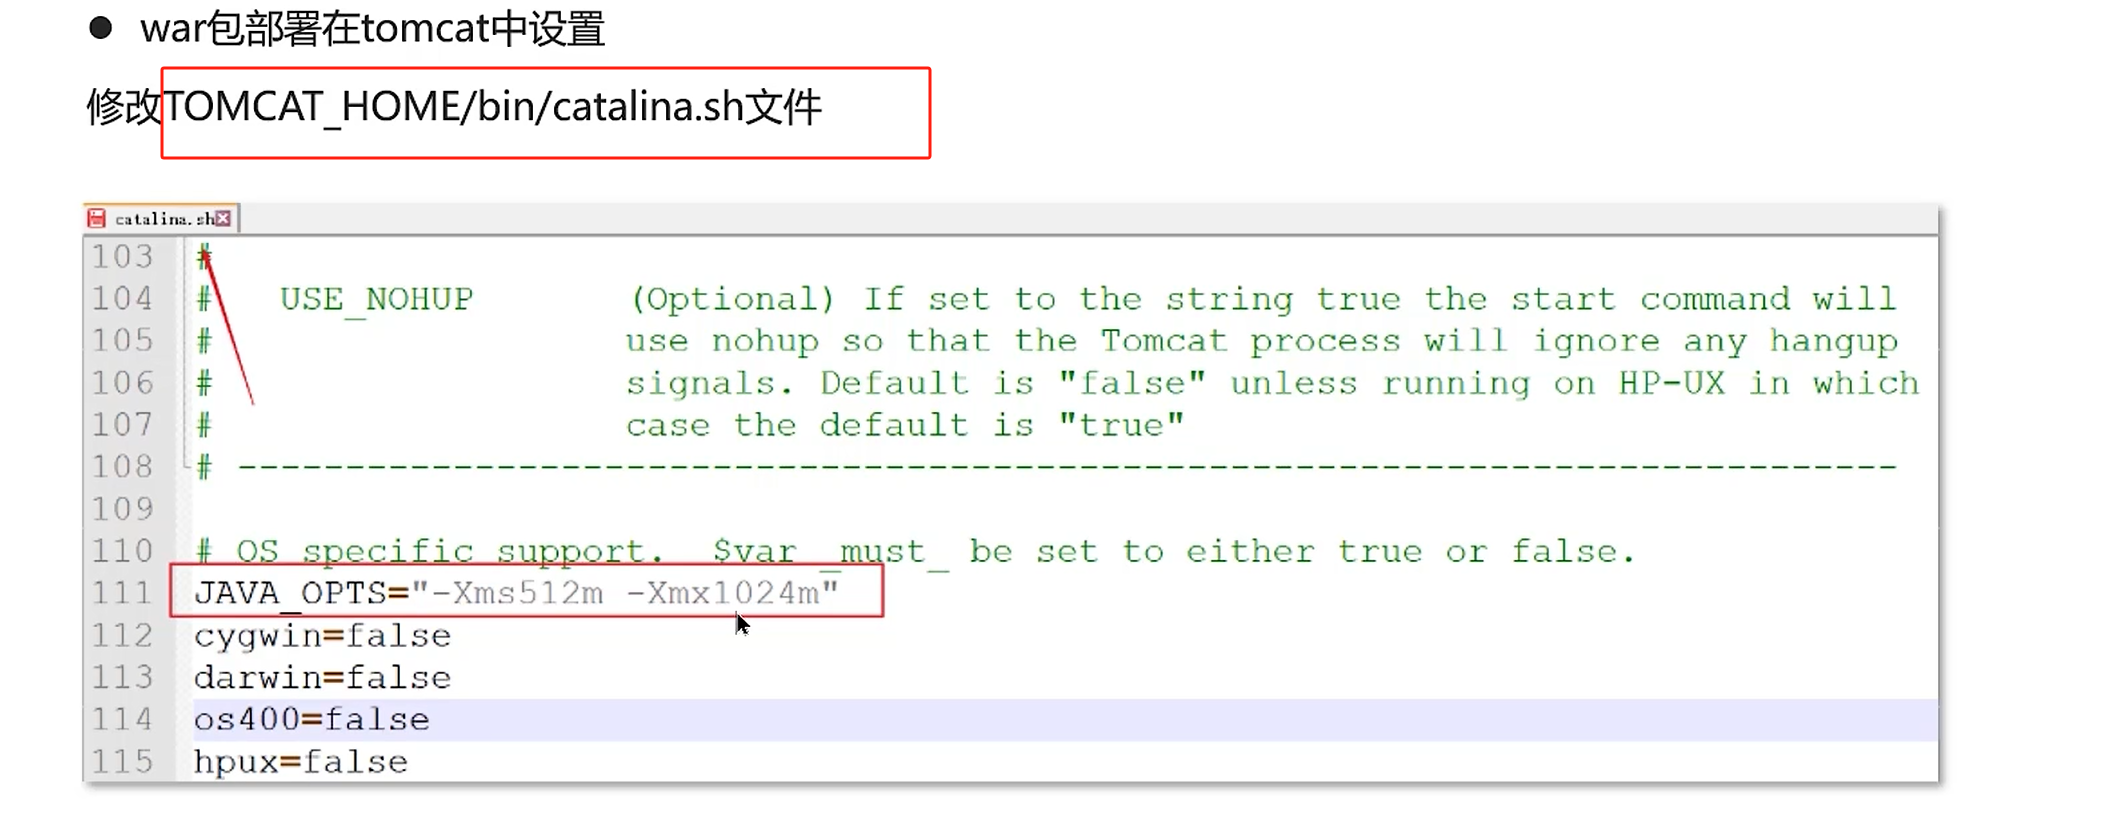 ● war包部署在tomcat中设置
修改TOMCAT_HOME/bin/catalina.sh文件
catalina.sh
103 #
104 #   USE_NOHUP       (Optional) If set to the string true the start command will
105 #                   use nohup so that the Tomcat process will ignore any hangup
106 #                   signals. Default is "false" unless running on HP-UX in which
107 #                   case the default is "true"
108 # -----------------------------------------------------------------------------
109
110 # OS specific support.  $var _must_ be set to either true or false.
111 JAVA_OPTS="-Xms512m -Xmx1024m"
112 cygwin=false
113 darwin=false
114 os400=false
115 hpux=false